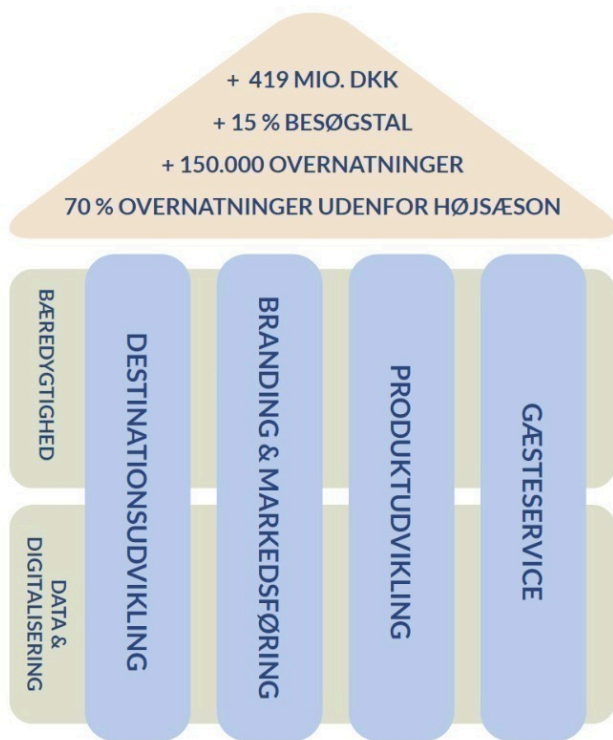 + 419 MIO. DKK
+ 15 % BESØGSTAL
+ 150.000 OVERNATNINGER
70 % OVERNATNINGER UDENFOR HØJSÆSON
BÆREDYGTIGHED
DATA &
DIGITALISERING
DESTINATIONSUDVIKLING
BRANDING & MARKEDSFØRING
PRODUKTUDVIKLING
GÆSTESERVICE